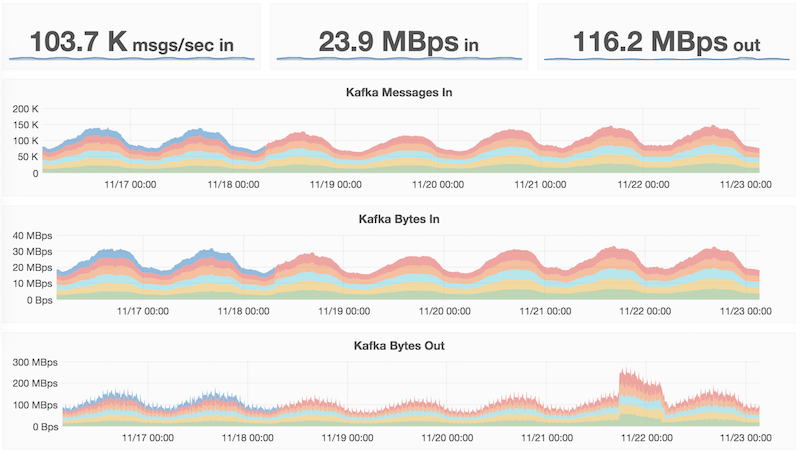 103.7 K msgs/sec in 23.9 MBps in 116.2 MBps out
Kafka Messages In
200 K
150 K
100 K
50 K
0
11/17 00:00 11/18 00:00 11/19 00:00 11/20 00:00 11/21 00:00 11/22 00:00 11/23 00:00
Kafka Bytes In
40 MBps
30 MBps
20 MBps
10 MBps
0 Bps
11/17 00:00 11/18 00:00 11/19 00:00 11/20 00:00 11/21 00:00 11/22 00:00 11/23 00:00
Kafka Bytes Out
300 MBps
200 MBps
100 MBps
0 Bps
11/17 00:00 11/18 00:00 11/19 00:00 11/20 00:00 11/21 00:00 11/22 00:00 11/23 00:00